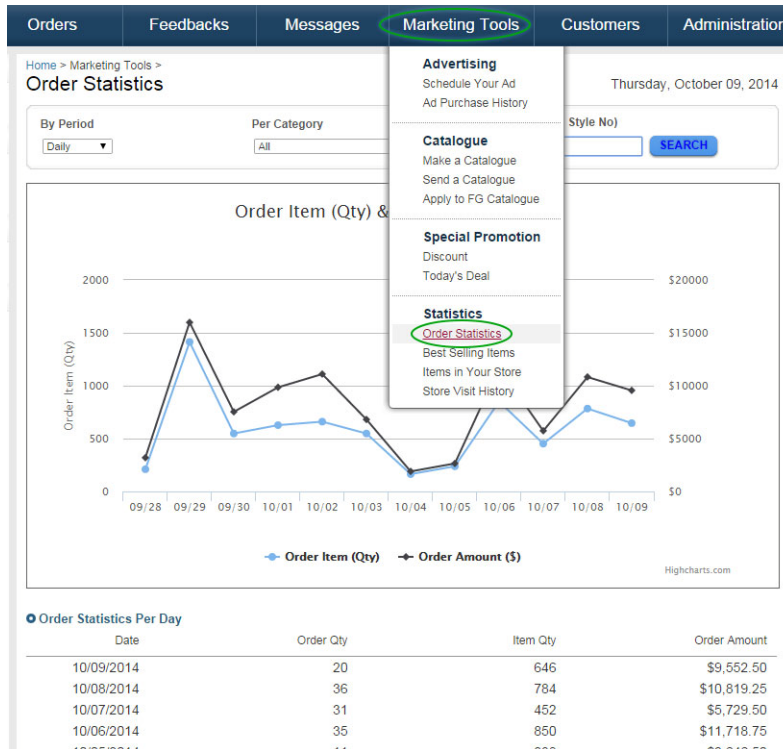 Orders Feedbacks Messages Marketing Tools Customers Administration
Home > Marketing Tools >
Order Statistics
Thursday, October 09, 2014
By Period Per Category Style No)
Daily All SEARCH
Advertising
Schedule Your Ad
Ad Purchase History
Catalogue
Make a Catalogue
Send a Catalogue
Apply to FG Catalogue
Special Promotion
Discount
Today's Deal
Statistics
Order Statistics
Best Selling Items
Items in Your Store
Store Visit History
Order Item (Qty) &
Order Item (Qty)
2000 $20000
1500 $15000
1000 $10000
500 $5000
0 $0
09/28 09/29 09/30 10/01 10/02 10/03 10/04 10/05 10/06 10/07 10/08 10/09
Order Item (Qty) Order Amount ($)
Highcharts.com
Order Statistics Per Day
Date Order Qty Item Qty Order Amount
10/09/2014 20 646 $9,552.50
10/08/2014 36 784 $10,819.25
10/07/2014 31 452 $5,729.50
10/06/2014 35 850 $11,718.75